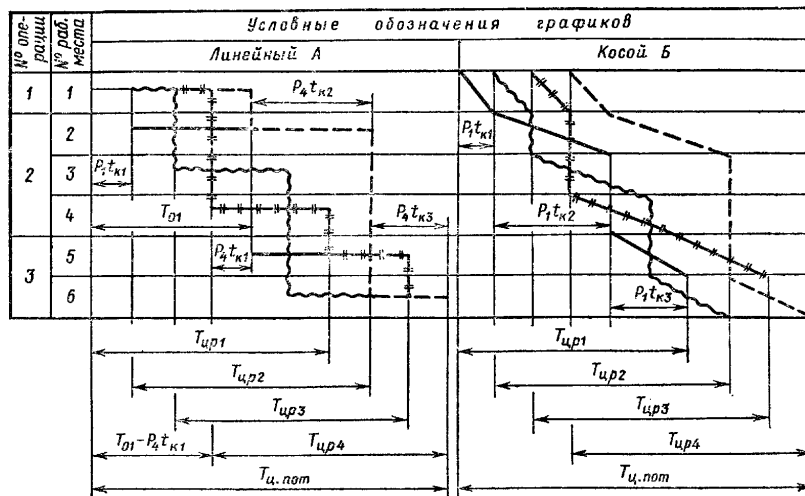 № опе-
рации
№ раб.
места
Условные обозначения графиков
Линейный А
Косой Б
1
1
P₄tк2
2
2
P₁tк1
P₁tк1
3
4
T₀₁
P₄tк3
P₁tк2
3
5
P₄tк1
6
P₁tк3
Tцр1
Tцр1
Tцр2
Tцр2
Tцр3
Tцр3
T₀₁-P₄tк1
Tцр4
Tцр4
Tц.пот
Tц.пот